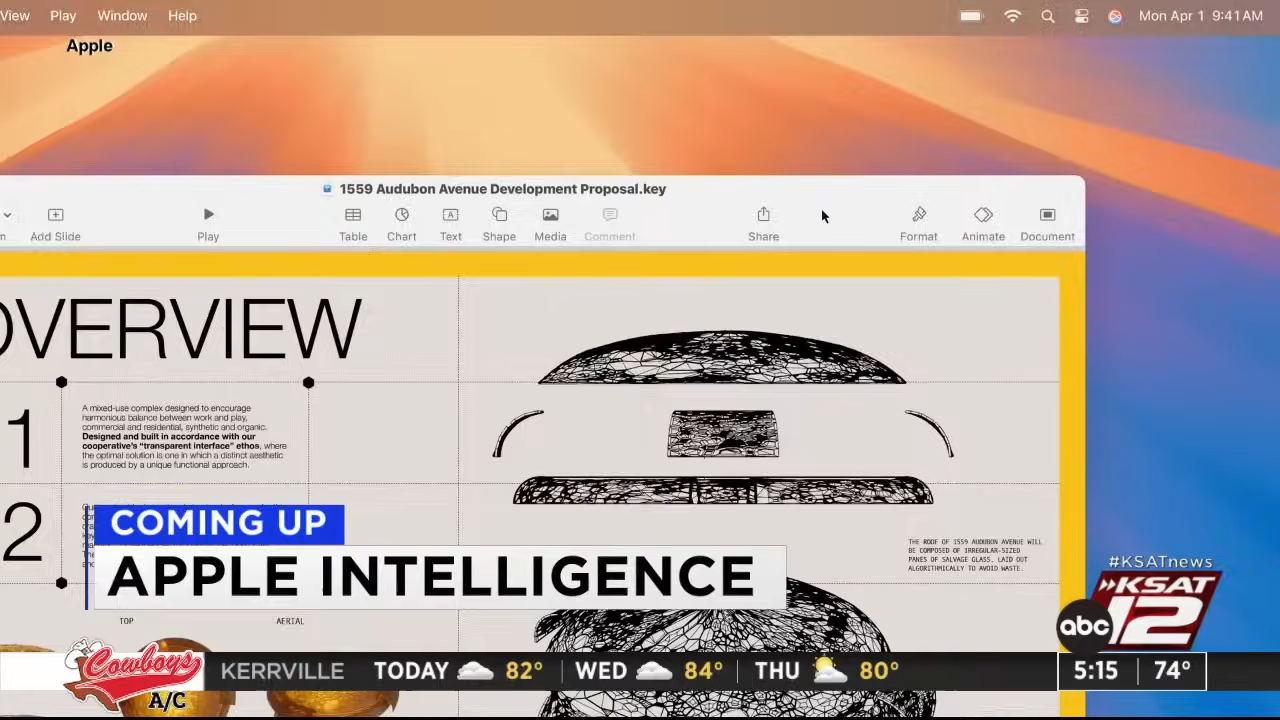 View Play Window Help Mon Apr 1 9:41AM
Apple
1559 Audubon Avenue Development Proposal.key
Add Slide Play Table Chart Text Shape Media Comment Share Format Animate Document
OVERVIEW
1
A mixed-use complex designed to encourage
harmonious balance between work and play,
commercial and residential, synthetic and organic.
Designed and built in accordance with our
cooperative's “transparent interface” ethos, where
the optimal solution is one in which a distinct aesthetic
is produced by a unique functional approach.
2
THE ROOF OF 1559 AUDUBON AVENUE WILL
BE COMPOSED OF IRREGULAR-SIZED
PANES OF SALVAGE GLASS, LAID OUT
ALGORITHMICALLY TO AVOID WASTE.
COMING UP
APPLE INTELLIGENCE
TOP AERIAL
#KSATnews
KSAT
abc 12
Cowboys
A/C
KERRVILLE TODAY 82° WED 84° THU 80° 5:15 74°